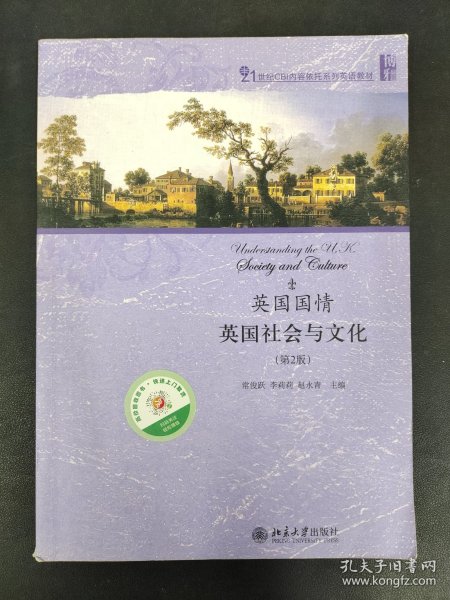 21世纪CBI内容依托系列英语教材
博雅
Understanding the U.K.
Society and Culture
英国国情
英国社会与文化
(第2版)
常俊跃 李莉莉 赵永青 主编
北京大学出版社
PEKING UNIVERSITY PRESS
孔夫子旧书网
www.kongfz.com